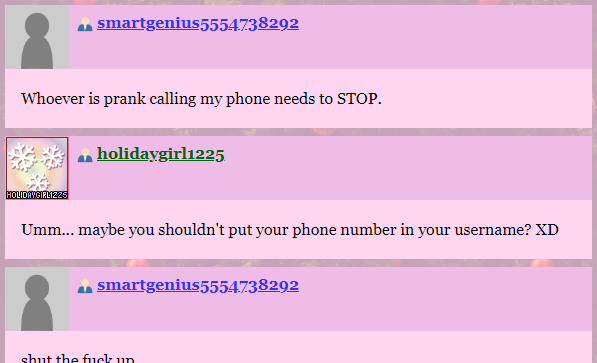 smartgenius5554738292
Whoever is prank calling my phone needs to STOP.
holidaygirl1225
HOLIDAYGIRL1225
Umm... maybe you shouldn't put your phone number in your username? XD
smartgenius5554738292
shut the fuck up